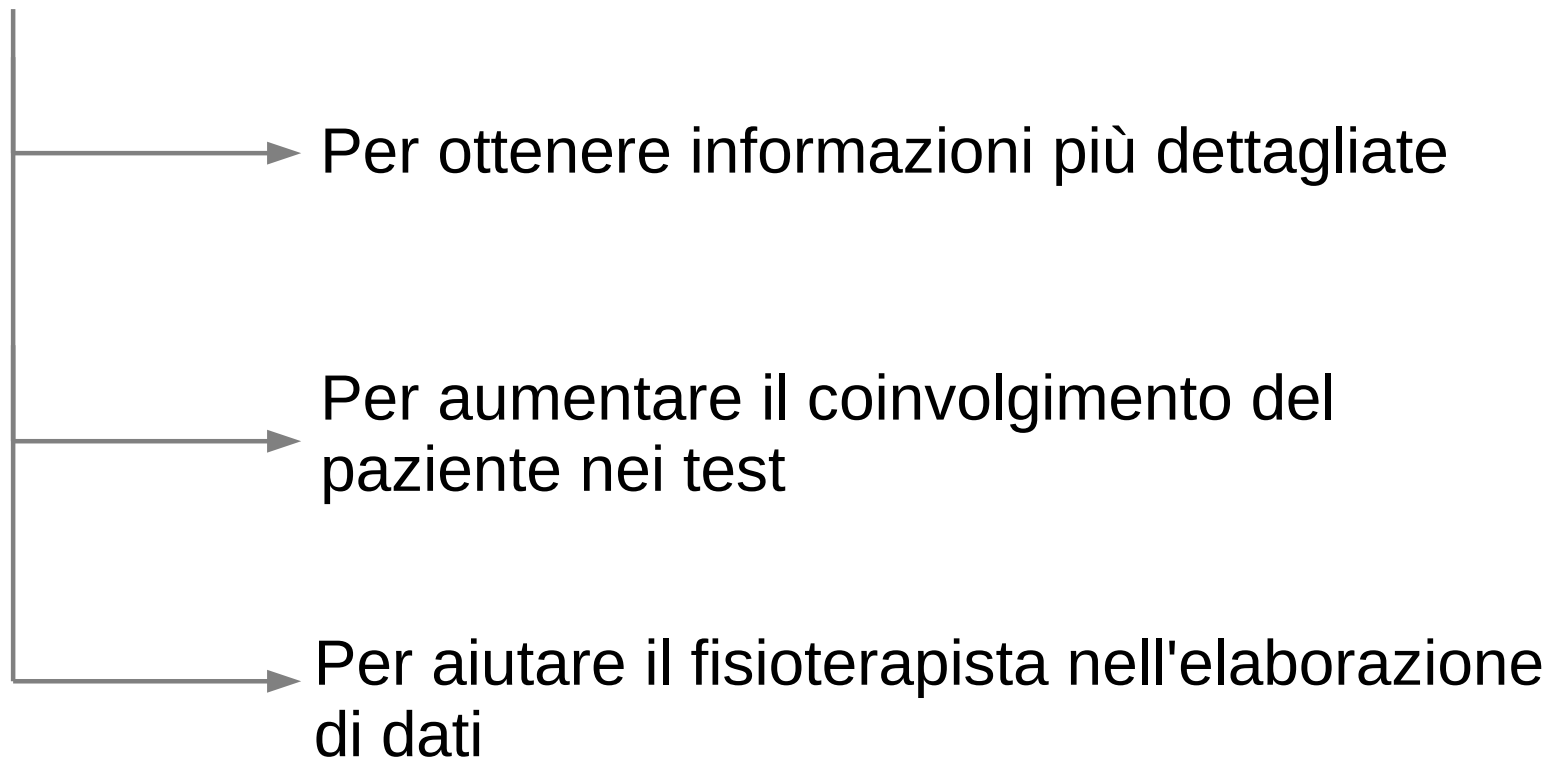 Per ottenere informazioni più dettagliate
Per aumentare il coinvolgimento del
paziente nei test
Per aiutare il fisioterapista nell'elaborazione
di dati